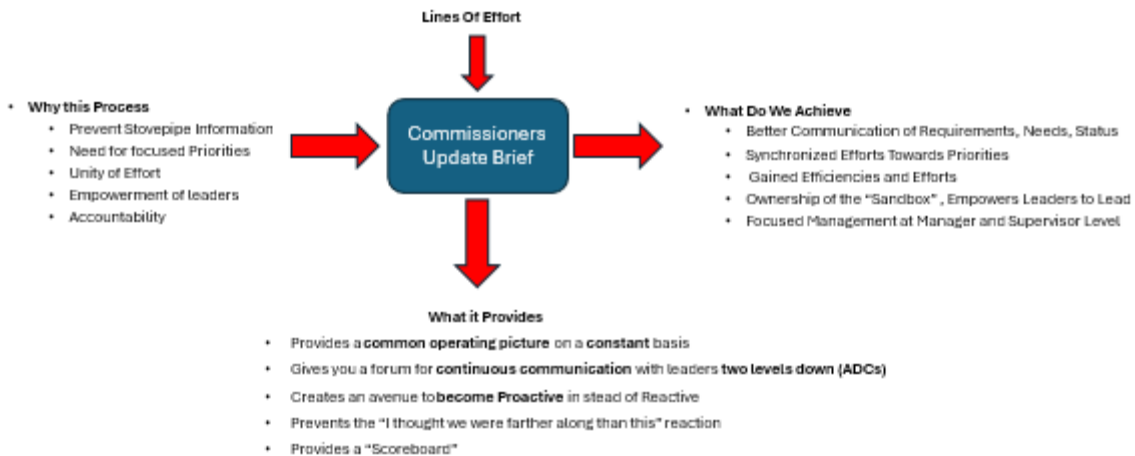 Lines Of Effort
• Why this Process
• Prevent Stovepipe Information
• Need for focused Priorities
• Unity of Effort
• Empowerment of leaders
• Accountability
Commissioners
Update Brief
• What Do We Achieve
• Better Communication of Requirements, Needs, Status
• Synchronized Efforts Towards Priorities
• Gained Efficiencies and Efforts
• Ownership of the “Sandbox” , Empowers Leaders to Lead
• Focused Management at Manager and Supervisor Level
What it Provides
• Provides a common operating picture on a constant basis
• Gives you a forum for continuous communication with leaders two levels down (ADCs)
• Creates an avenue to become Proactive in stead of Reactive
• Prevents the “I thought we were farther along than this” reaction
• Provides a “Scoreboard”